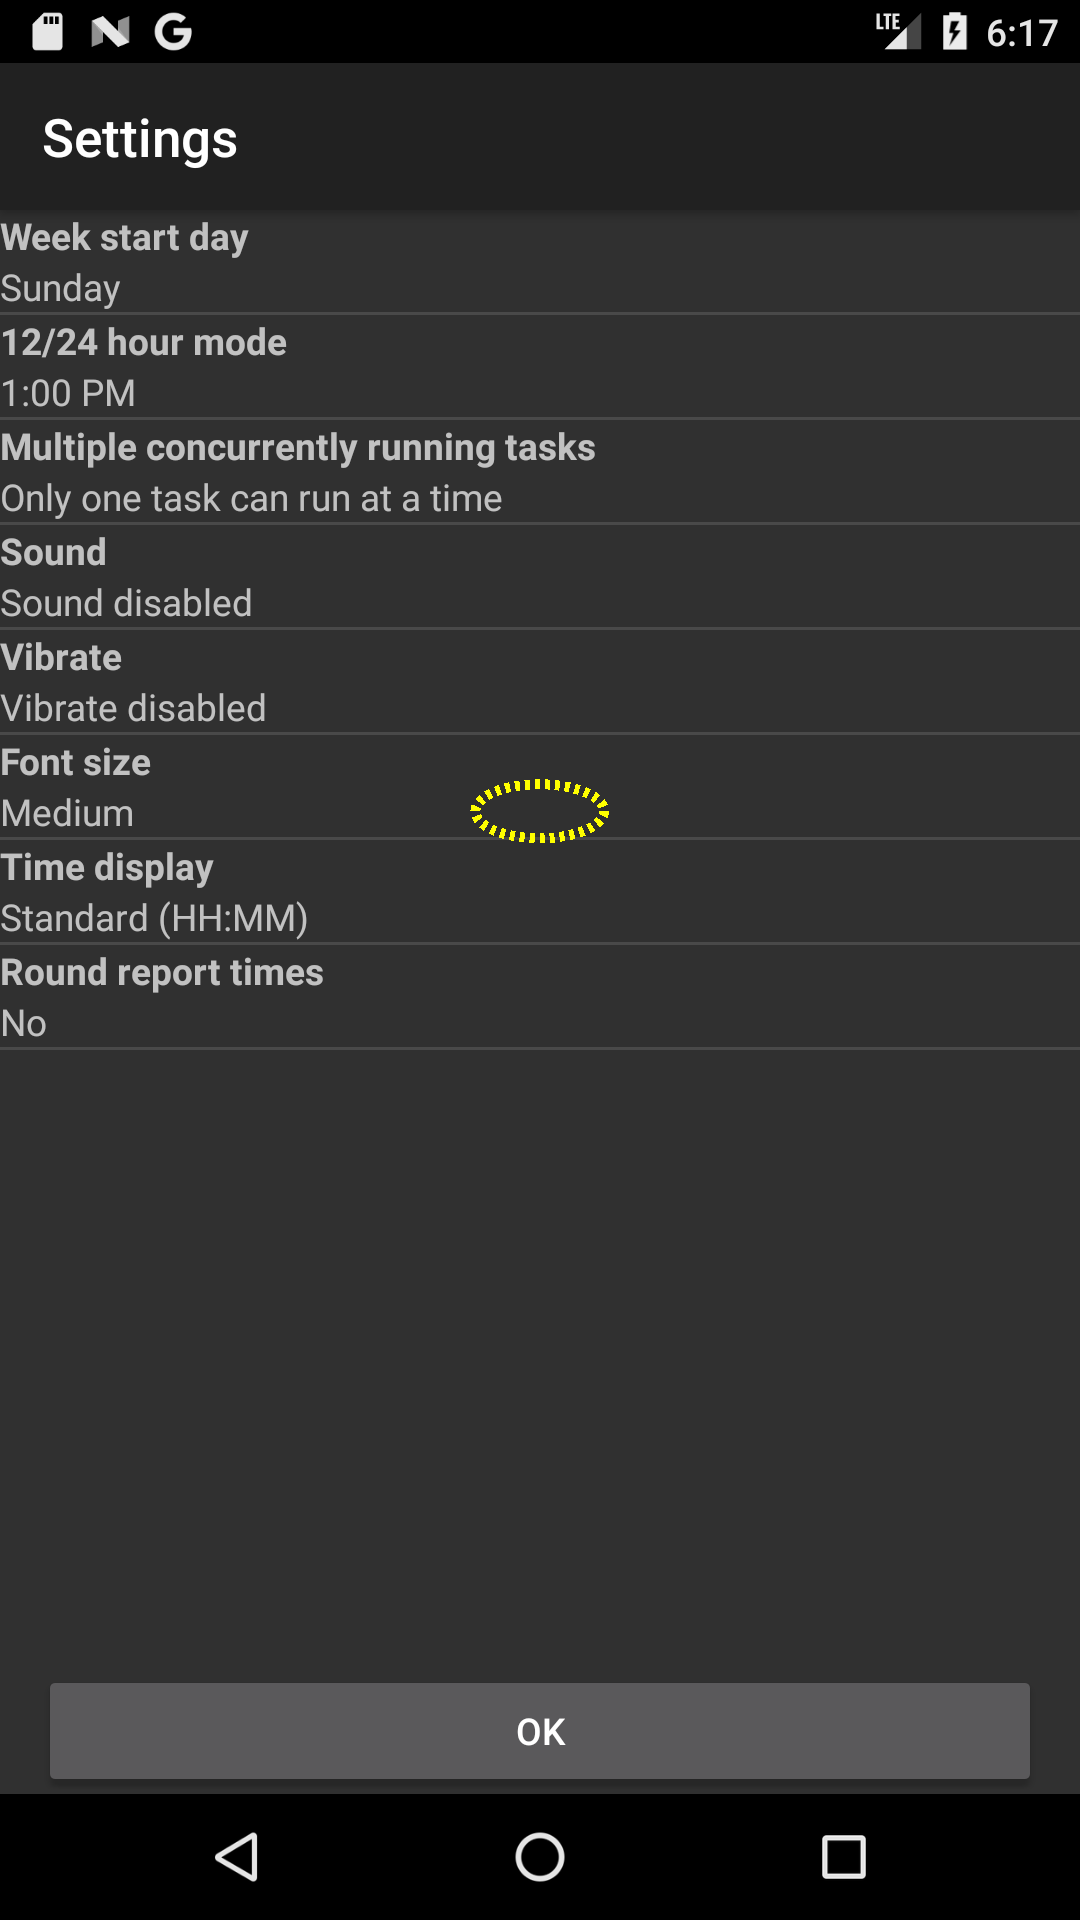 LTE 6:17
Settings
Week start day
Sunday
12/24 hour mode
1:00 PM
Multiple concurrently running tasks
Only one task can run at a time
Sound
Sound disabled
Vibrate
Vibrate disabled
Font size
Medium
Time display
Standard (HH:MM)
Round report times
No
OK